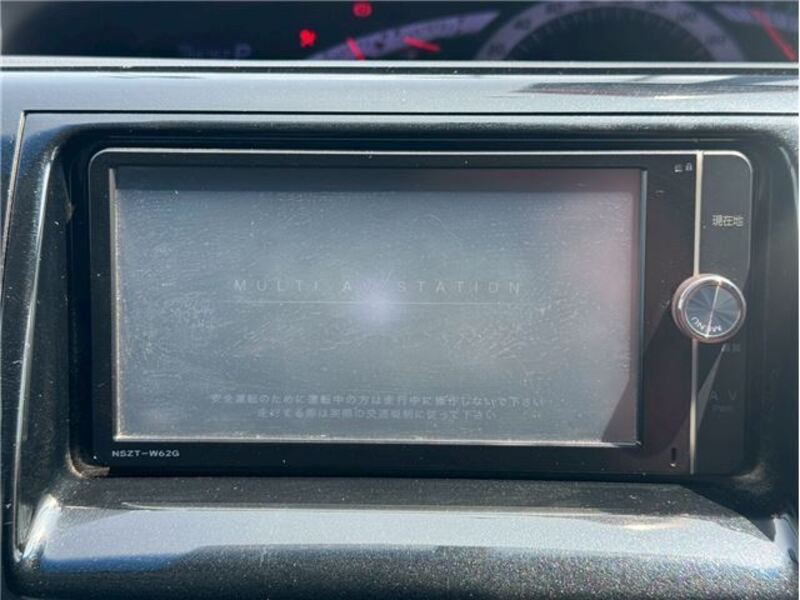 現在地
MULTI AV STATION
MENU
安全運転のために運転中の方は走行中に操作しないで下さい
走行する際は実際の交通規制に従って下さい
AV
NSZT-W62G